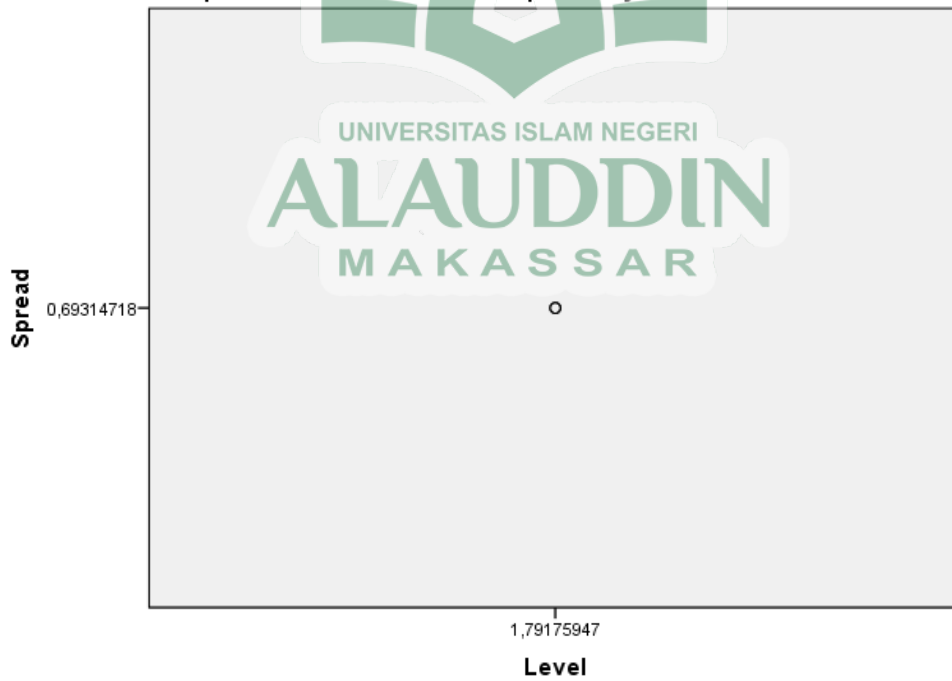 UNIVERSITAS ISLAM NEGERI
ALAUDDIN
MAKASSAR
Spread
0,69314718
1,79175947
Level